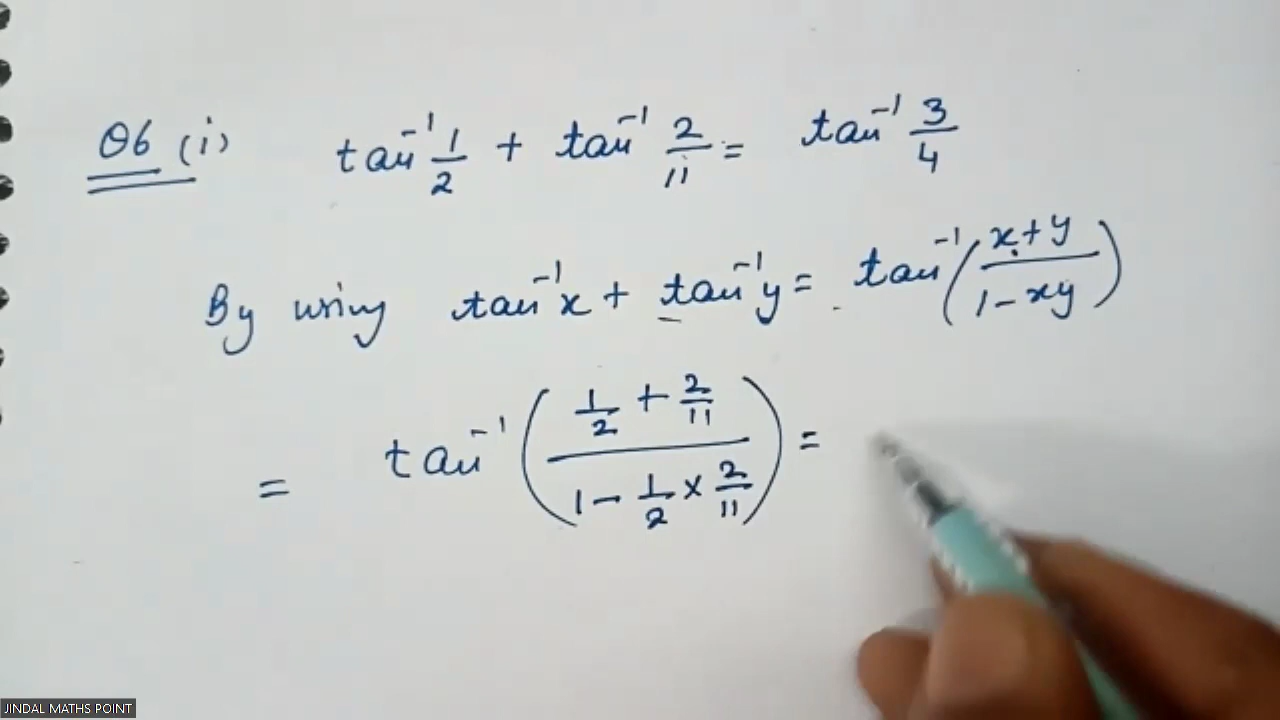 Q6 (i) tan⁻¹ 1/2 + tan⁻¹ 2/11 = tan⁻¹ 3/4
By using tan⁻¹x + tan⁻¹y = tan⁻¹((x+y)/(1-xy))
= tan⁻¹((1/2 + 2/11)/(1 - 1/2 × 2/11)) =
JINDAL MATHS POINT